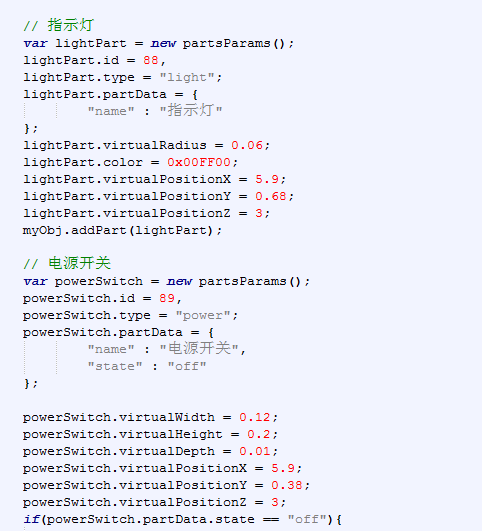 // 指示灯
var lightPart = new partsParams();
lightPart.id = 88,
lightPart.type = "light";
lightPart.partData = {
"name" : "指示灯"
};
lightPart.virtualRadius = 0.06;
lightPart.color = 0x00FF00;
lightPart.virtualPositionX = 5.9;
lightPart.virtualPositionY = 0.68;
lightPart.virtualPositionZ = 3;
myObj.addPart(lightPart);
// 电源开关
var powerSwitch = new partsParams();
powerSwitch.id = 89,
powerSwitch.type = "power";
powerSwitch.partData = {
"name" : "电源开关",
"state" : "off"
};
powerSwitch.virtualWidth = 0.12;
powerSwitch.virtualHeight = 0.2;
powerSwitch.virtualDepth = 0.01;
powerSwitch.virtualPositionX = 5.9;
powerSwitch.virtualPositionY = 0.38;
powerSwitch.virtualPositionZ = 3;
if(powerSwitch.partData.state == "off"){